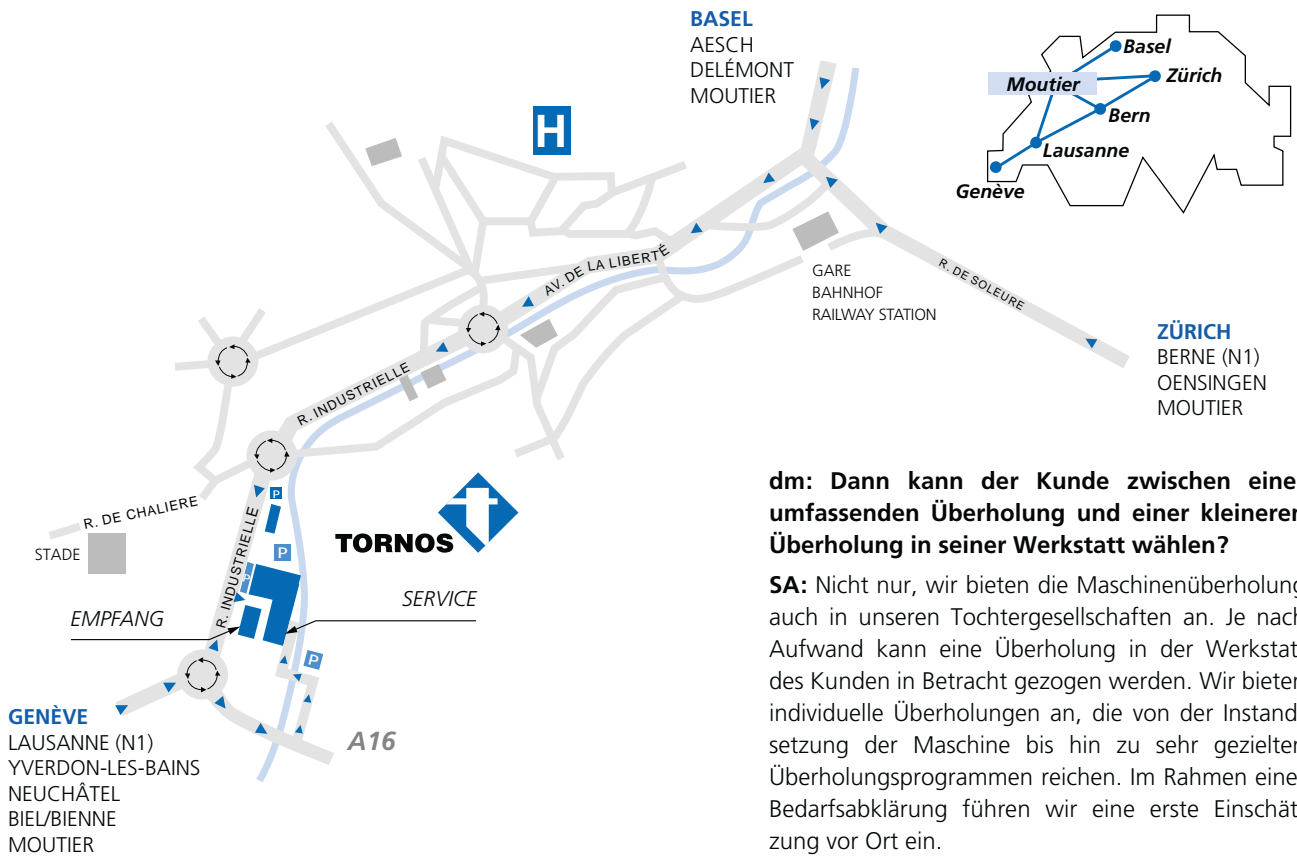 BASEL
AESCH
DELÉMONT
MOUTIER
H
Basel
Moutier
Zürich
Bern
Lausanne
Genève
AV. DE LA LIBERTÉ
GARE
BAHNHOF
RAILWAY STATION
R. DE SOLEURE
ZÜRICH
BERNE (N1)
OENSINGEN
MOUTIER
R. INDUSTRIELLE
R. DE CHALIERE
STADE
P
P
P
P
R. INDUSTRIELLE
TORNOS
EMPFANG
SERVICE
A16
GENÈVE
LAUSANNE (N1)
YVERDON-LES-BAINS
NEUCHÂTEL
BIEL/BIENNE
MOUTIER
dm: Dann kann der Kunde zwischen eine
umfassenden Überholung und einer kleineren
Überholung in seiner Werkstatt wählen?
SA: Nicht nur, wir bieten die Maschinenüberholung
auch in unseren Tochtergesellschaften an. Je nach
Aufwand kann eine Überholung in der Werkstat
des Kunden in Betracht gezogen werden. Wir bieten
individuelle Überholungen an, die von der Instand
setzung der Maschine bis hin zu sehr gezielten
Überholungsprogrammen reichen. Im Rahmen eine
Bedarfsabklärung führen wir eine erste Einschät
zung vor Ort ein.